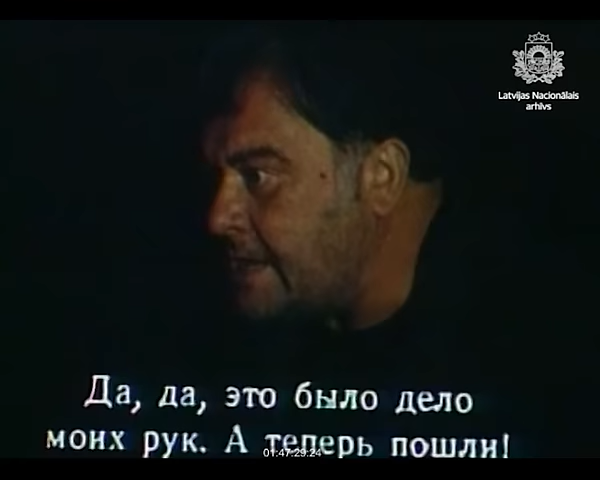 Latvijas Nacionālais
arhīvs
Да, да, это было дело
моих рук. А теперь пошли!
01:47:29:24